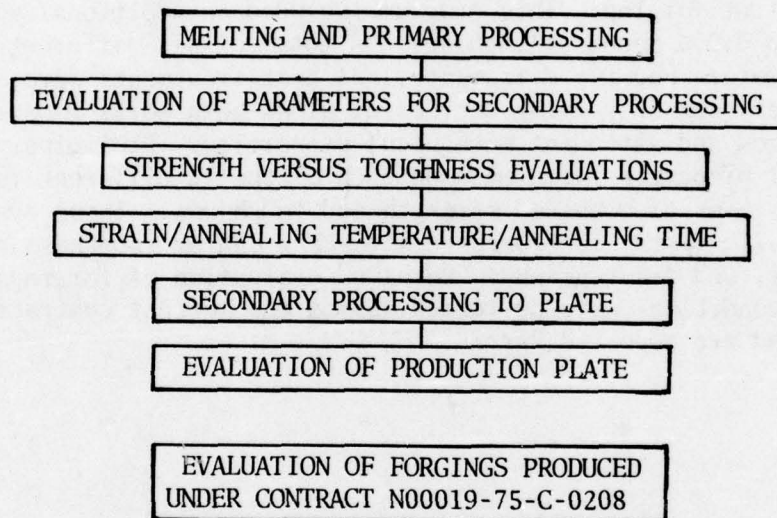 MELTING AND PRIMARY PROCESSING
EVALUATION OF PARAMETERS FOR SECONDARY PROCESSING
STRENGTH VERSUS TOUGHNESS EVALUATIONS
STRAIN/ANNEALING TEMPERATURE/ANNEALING TIME
SECONDARY PROCESSING TO PLATE
EVALUATION OF PRODUCTION PLATE
EVALUATION OF FORGINGS PRODUCED
UNDER CONTRACT N00019-75-C-0208